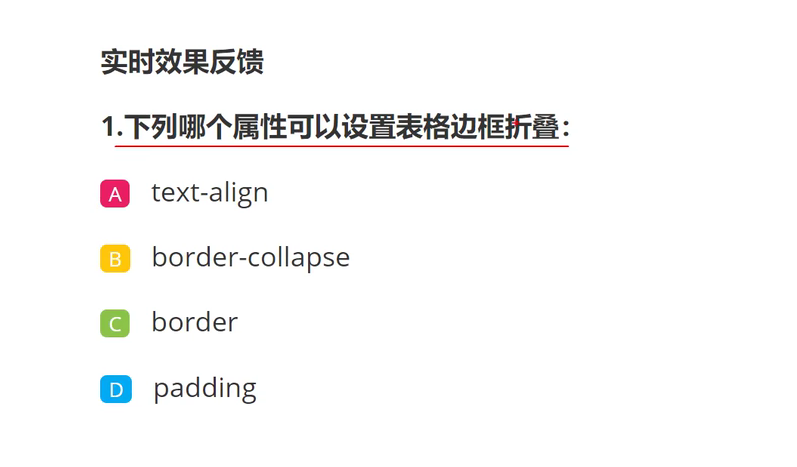 实时效果反馈
1.下列哪个属性可以设置表格边框折叠：
A text-align
B border-collapse
C border
D padding